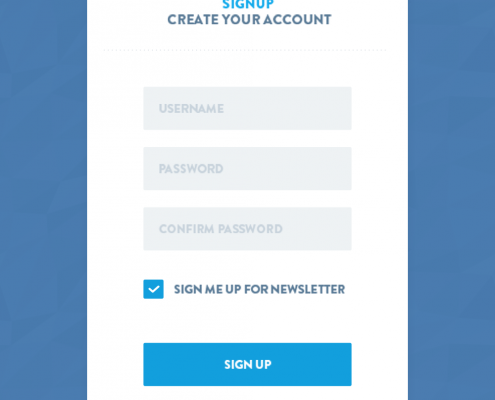 SIGNUP
CREATE YOUR ACCOUNT
USERNAME
PASSWORD
CONFIRM PASSWORD
SIGN ME UP FOR NEWSLETTER
SIGN UP